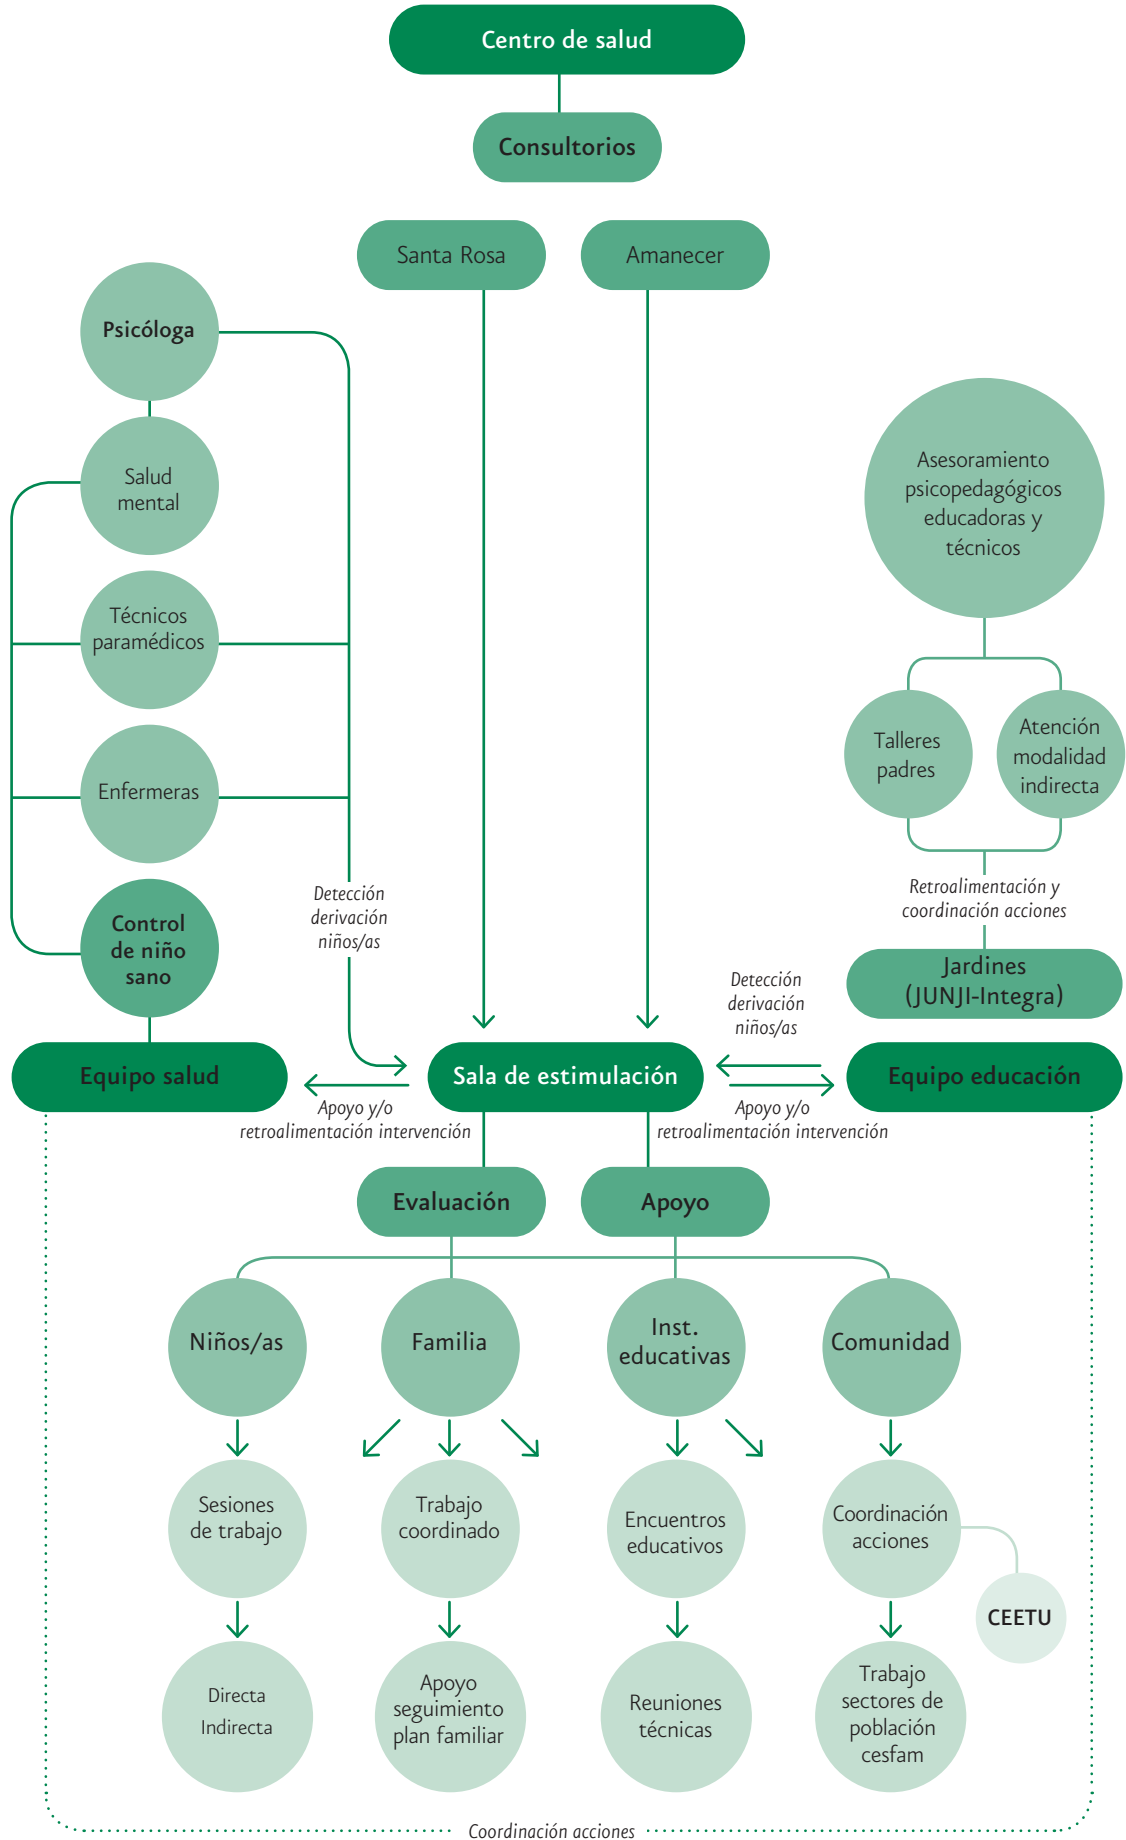 Centro de salud
Consultorios
Santa Rosa
Amanecer
Psicóloga
Salud
mental
Técnicos
paramédicos
Enfermeras
Control
de niño
sano
Detección
derivación
niños/as
Asesoramiento
psicopedagógicos
educadoras y
técnicos
Talleres
padres
Atención
modalidad
indirecta
Retroalimentación y
coordinación acciones
Jardines
(JUNJI-Integra)
Detección
derivación
niños/as
Equipo salud
Sala de estimulación
Equipo educación
Apoyo y/o
retroalimentación intervención
Apoyo y/o
retroalimentación intervención
Evaluación
Apoyo
Niños/as
Familia
Inst.
educativas
Comunidad
Sesiones
de trabajo
Trabajo
coordinado
Encuentros
educativos
Coordinación
acciones
CEETU
Directa
Indirecta
Apoyo
seguimiento
plan familiar
Reuniones
técnicas
Trabajo
sectores de
población
cesfam
Coordinación acciones